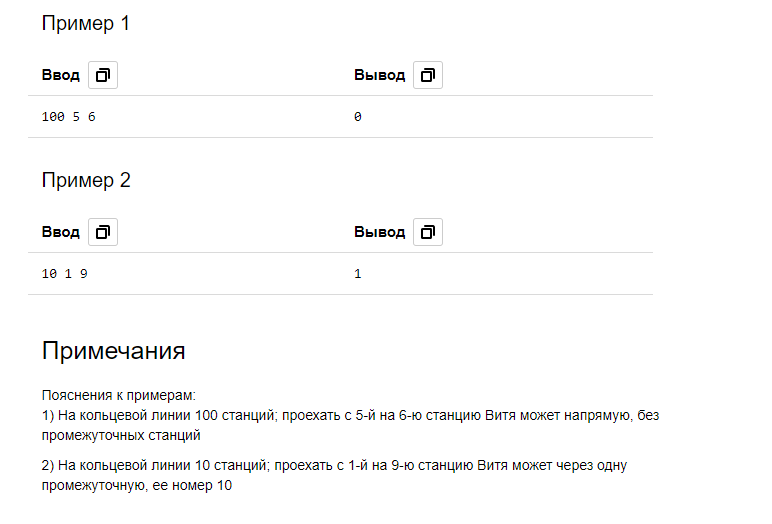 Пример 1
Ввод Вывод
100 5 6 0
Пример 2
Ввод Вывод
10 1 9 1
Примечания
Пояснения к примерам:
1) На кольцевой линии 100 станций; проехать с 5-й на 6-ю станцию Витя может напрямую, без
промежуточных станций
2) На кольцевой линии 10 станций; проехать с 1-й на 9-ю станцию Витя может через одну
промежуточную, ее номер 10